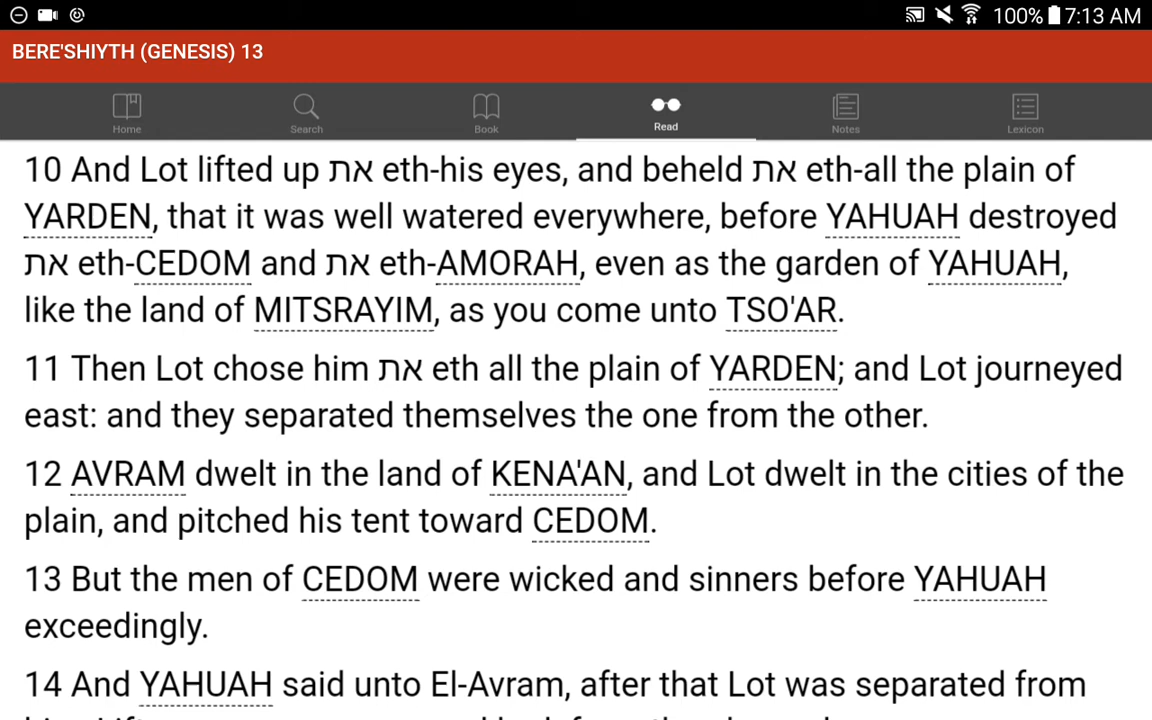 100% 7:13 AM
BERE'SHIYTH (GENESIS) 13
Home Search Book Read Notes Lexicon
10 And Lot lifted up את eth-his eyes, and beheld את eth-all the plain of
YARDEN, that it was well watered everywhere, before YAHUAH destroyed
את eth-CEDOM and את eth-AMORAH, even as the garden of YAHUAH,
like the land of MITSRAYIM, as you come unto TSO'AR.
11 Then Lot chose him את eth all the plain of YARDEN; and Lot journeyed
east: and they separated themselves the one from the other.
12 AVRAM dwelt in the land of KENA'AN, and Lot dwelt in the cities of the
plain, and pitched his tent toward CEDOM.
13 But the men of CEDOM were wicked and sinners before YAHUAH
exceedingly.
14 And YAHUAH said unto El-Avram, after that Lot was separated from